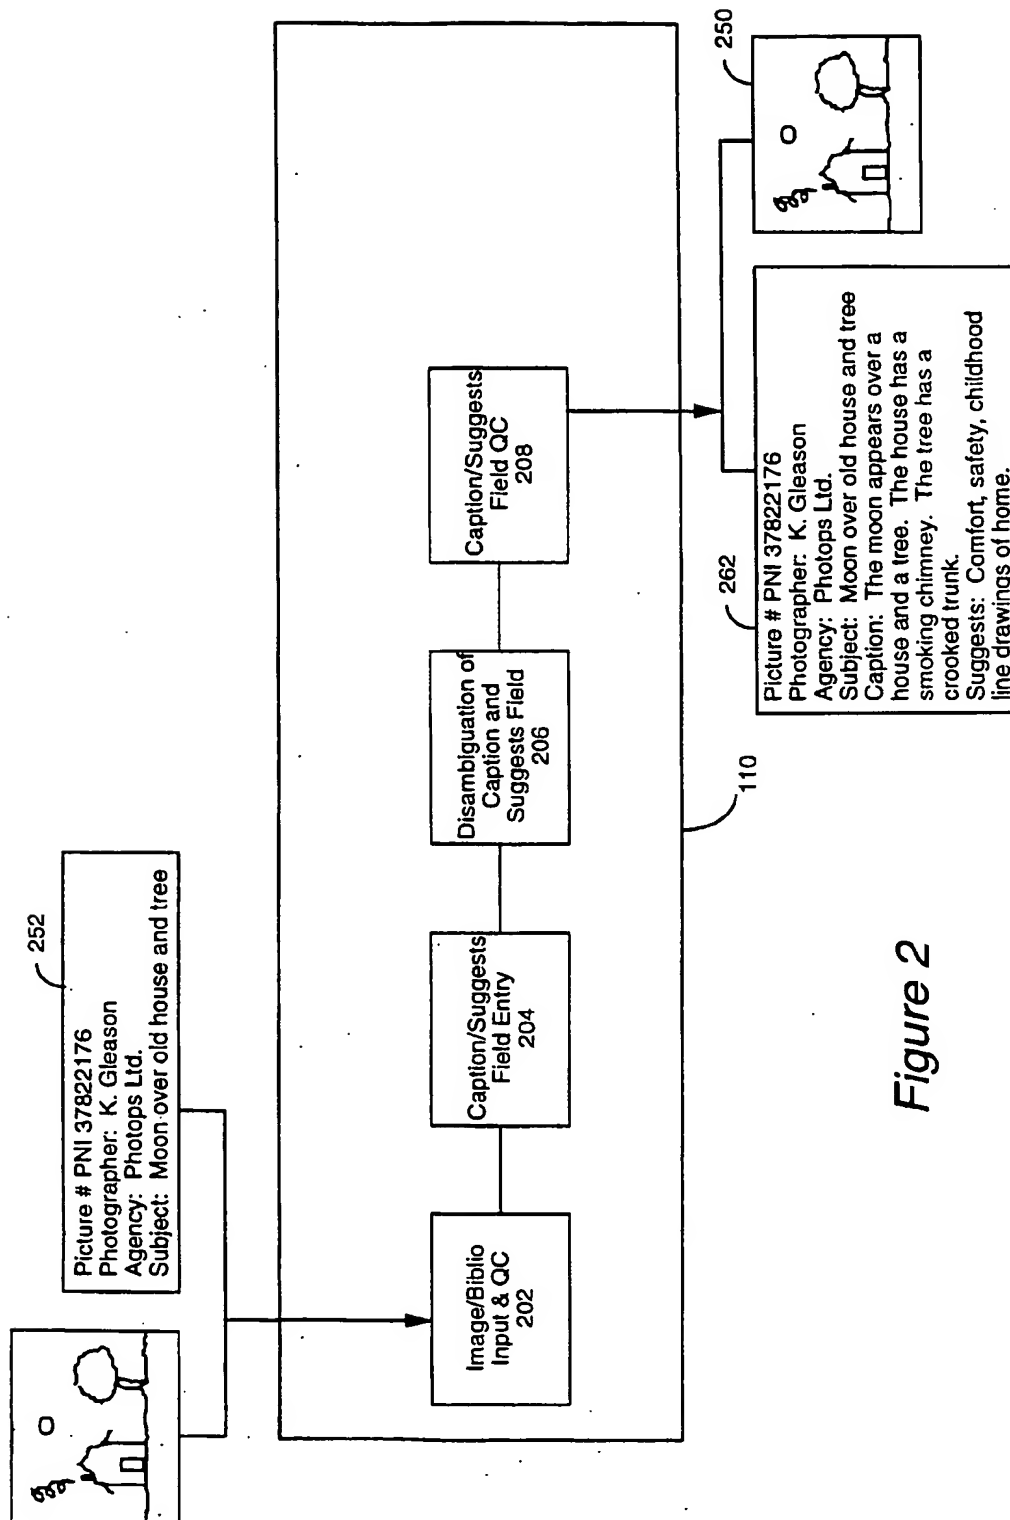 252
Picture # PNI 37822176
Photographer: K. Gleason
Agency: Photops Ltd.
Subject: Moon over old house and tree
Image/Biblio
Input & QC
202
Caption/Suggests
Field Entry
204
Disambiguation of
Caption and
Suggests Field
206
Caption/Suggests
Field QC
208
110
262
Picture # PNI 37822176
Photographer: K. Gleason
Agency: Photops Ltd.
Subject: Moon over old house and tree
Caption: The moon appears over a
house and a tree. The house has a
smoking chimney. The tree has a
crooked trunk.
Suggests: Comfort, safety, childhood
line drawings of home.
250
Figure 2